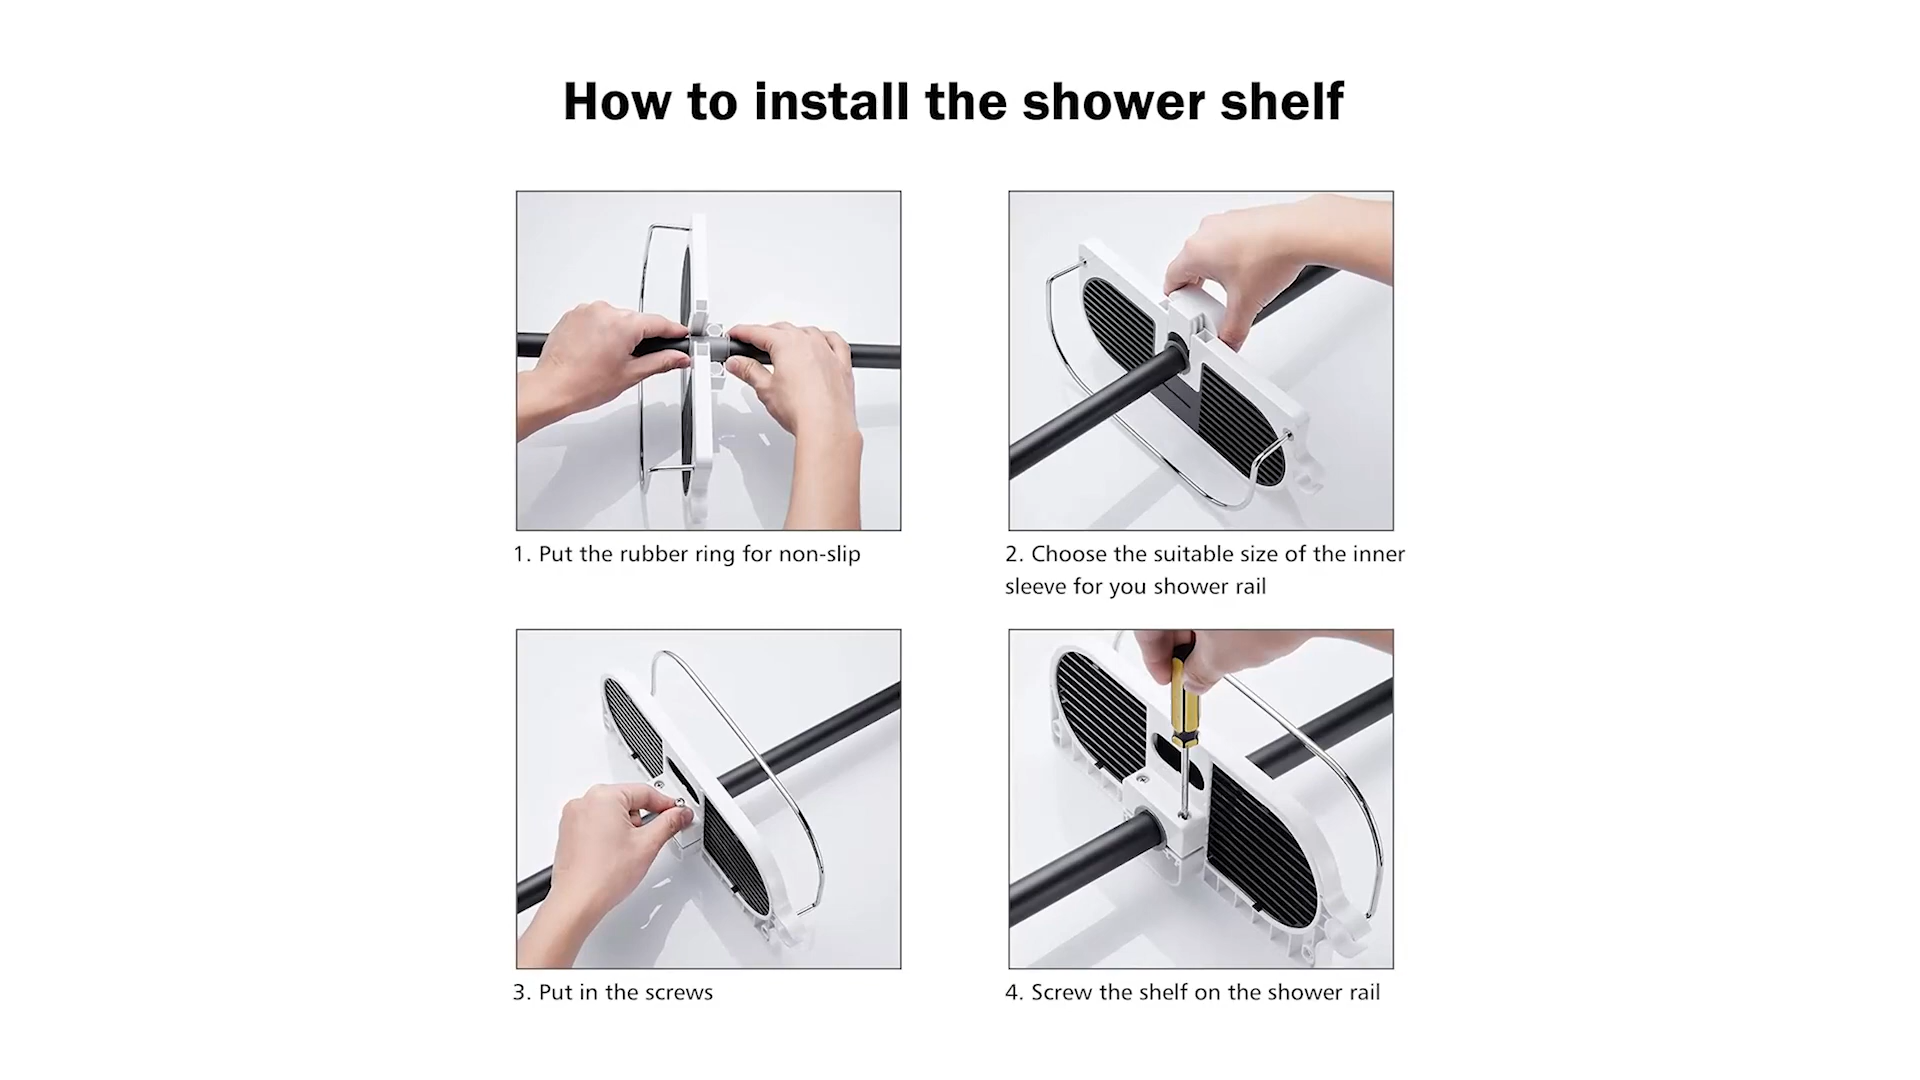 How to install the shower shelf
1. Put the rubber ring for non-slip
2. Choose the suitable size of the inner
sleeve for you shower rail
3. Put in the screws
4. Screw the shelf on the shower rail